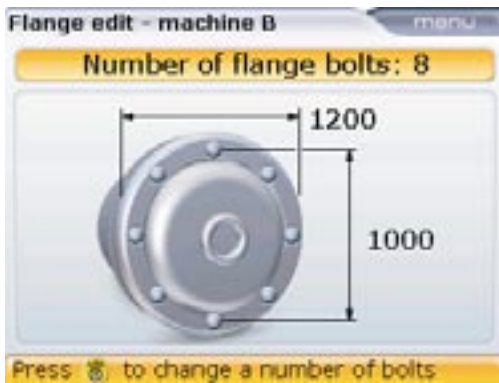 Flange edit - machine B
menu
Number of flange bolts: 8
1200
1000
Press to change a number of bolts